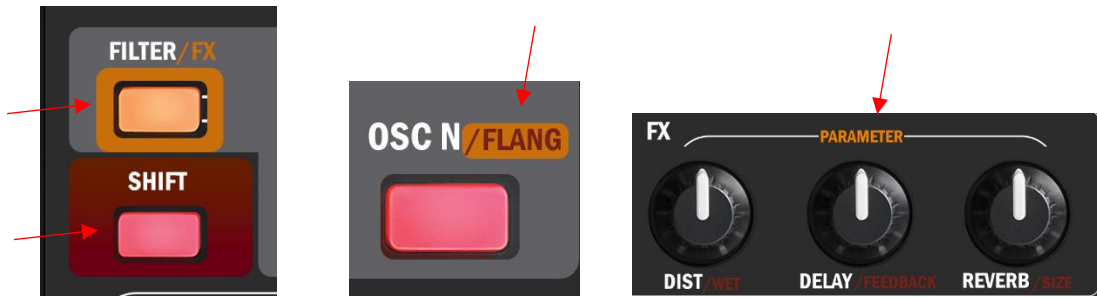 FILTER/FX
SHIFT
OSC N/FLANG
FX
PARAMETER
DIST/WET
DELAY/FEEDBACK
REVERB/SIZE